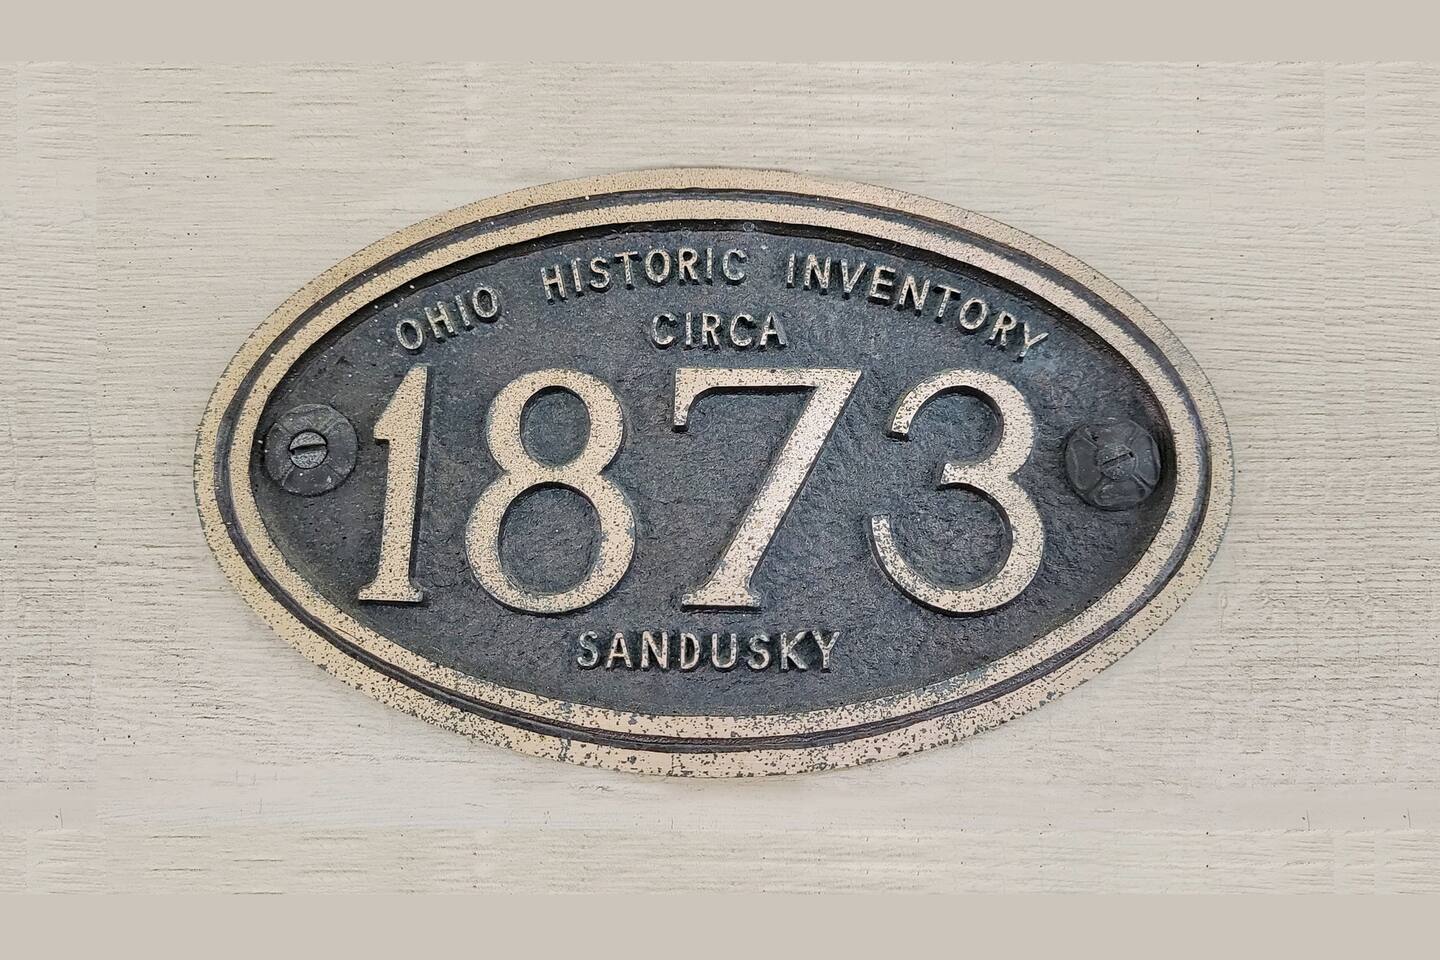 OHIO HISTORIC INVENTORY
CIRCA
1873
SANDUSKY